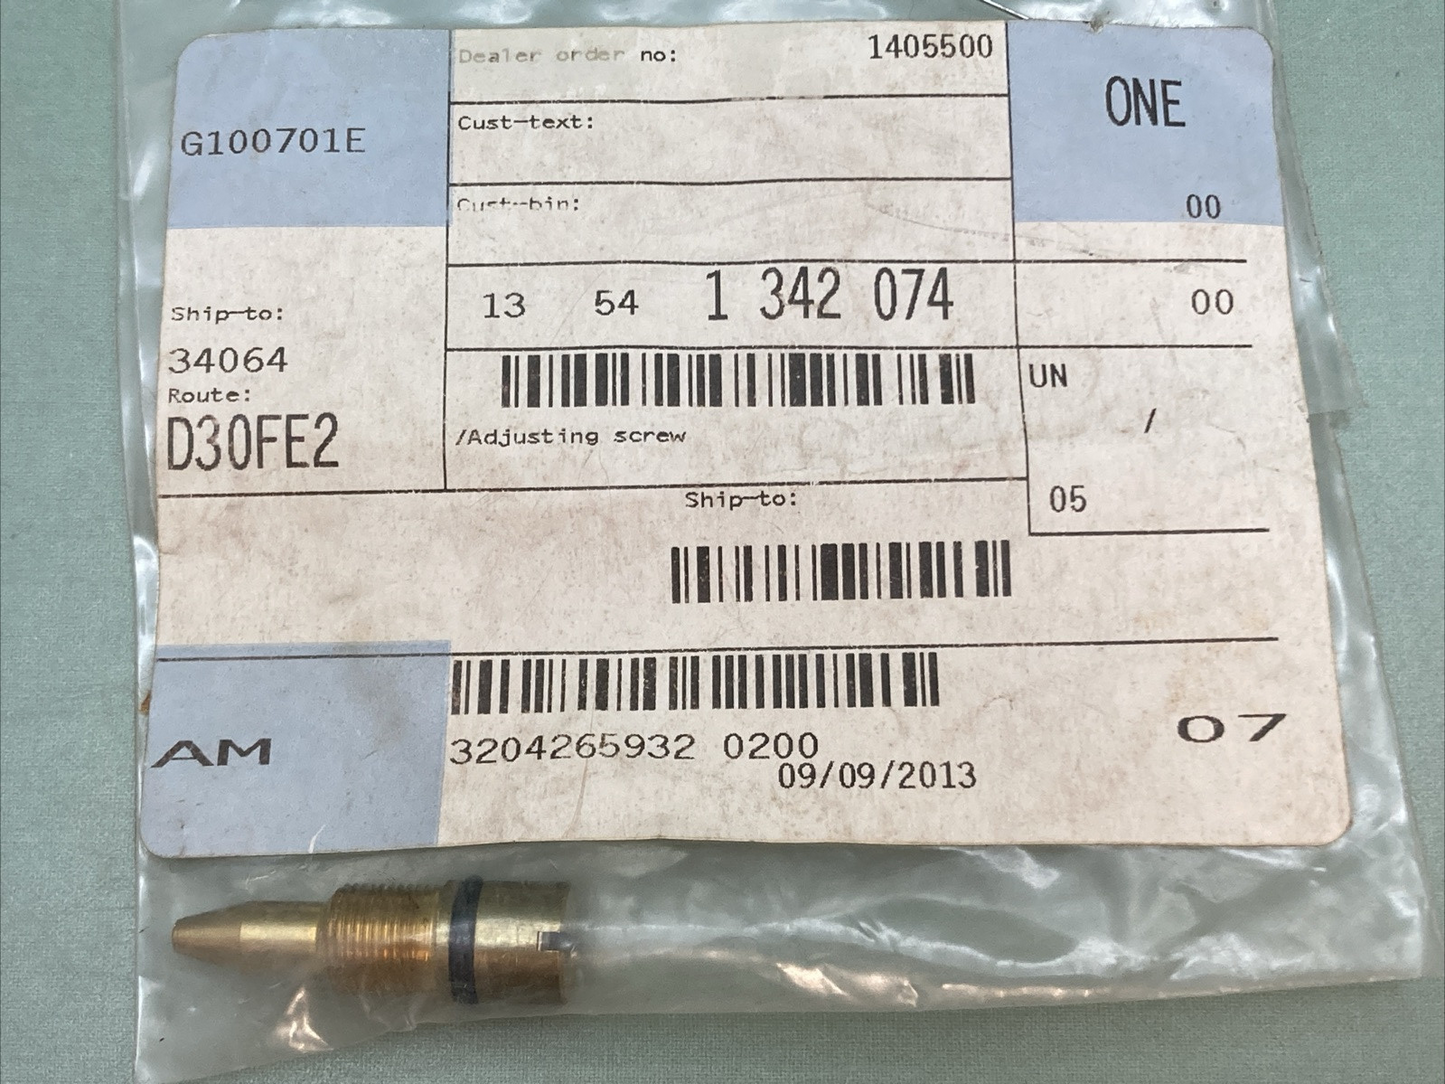 Dealer order no: 1405500
ONE
G100701E
Cust-text:
Cust-bin:
00
13 54 1 342 074 00
Ship-to:
34064
Route:
D30FE2
/Adjusting screw
UN
/
05
Ship-to:
AM
3204265932 0200
09/09/2013
07